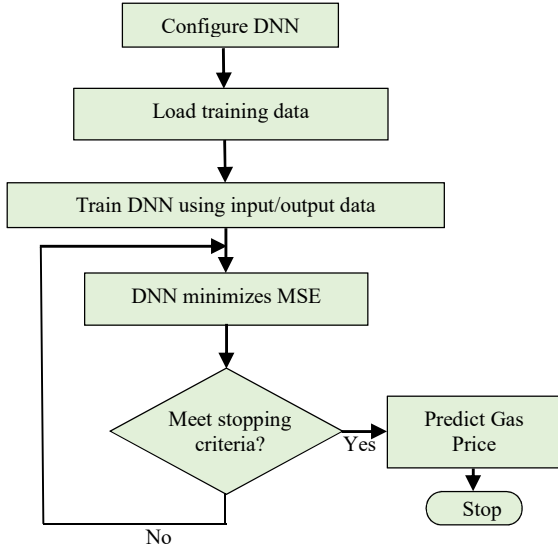 Configure DNN
Load training data
Train DNN using input/output data
DNN minimizes MSE
Meet stopping
criteria?
Yes
Predict Gas
Price
Stop
No